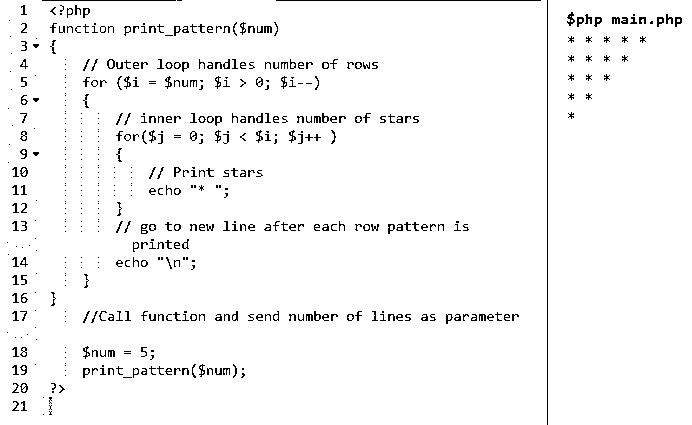 1 <?php
2 function print_pattern($num)
3 {
4 // Outer loop handles number of rows
5 for ($i = $num; $i > 0; $i--)
6 {
7 // inner loop handles number of stars
8 for($j = 0; $j < $i; $j++ )
9 {
10 // Print stars
11 echo "* ";
12 }
13 // go to new line after each row pattern is
printed
14 echo "\n";
15 }
16 }
17 //Call function and send number of lines as parameter
18 $num = 5;
19 print_pattern($num);
20 ?>
21
$php main.php
* * * * *
* * * *
* * *
* *
*